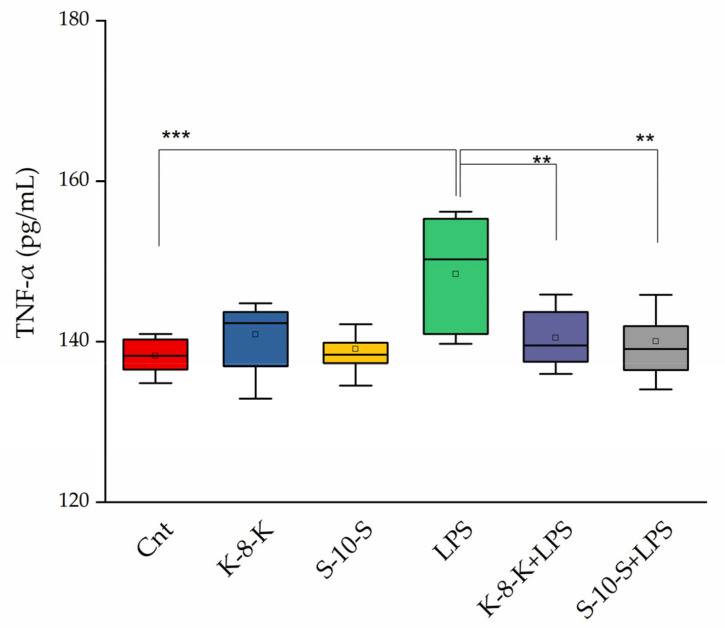 180
***
**
**
160
TNF-α (pg/mL)
140
120
Cnt
K-8-K
S-10-S
LPS
K-8-K+LPS
S-10-S+LPS